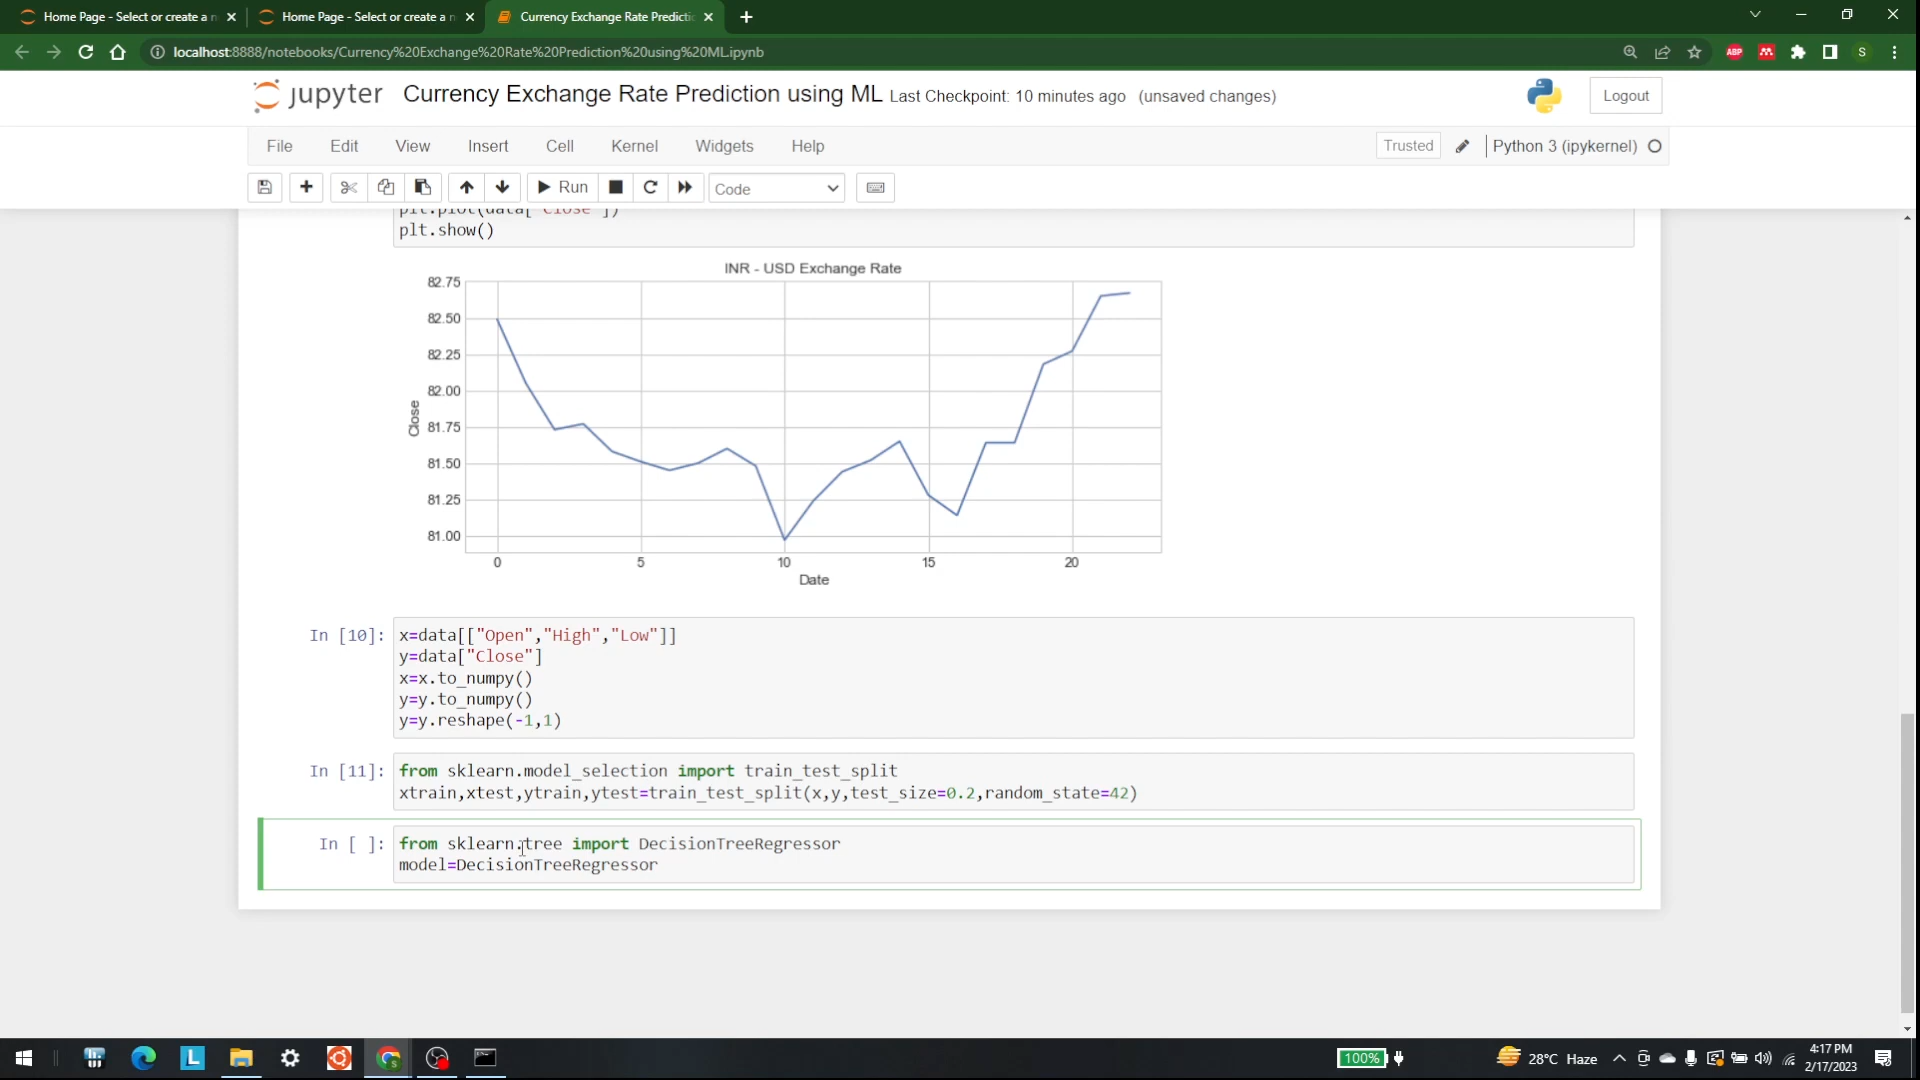 Home Page - Select or create a n
Home Page - Select or create a n
Currency Exchange Rate Predictio
localhost:8888/notebooks/Currency%20Exchange%20Rate%20Prediction%20using%20ML.ipynb
ABP
S
jupyter Currency Exchange Rate Prediction using ML Last Checkpoint: 10 minutes ago (unsaved changes)
Logout
File Edit View Insert Cell Kernel Widgets Help
Trusted Python 3 (ipykernel)
Run Code
plt.plot(data["Close"])
plt.show()
INR - USD Exchange Rate
82.75
82.50
82.25
82.00
81.75
81.50
81.25
81.00
Close
0 5 10 15 20
Date
In [10]: x=data[["Open","High","Low"]]
y=data["Close"]
x=x.to_numpy()
y=y.to_numpy()
y=y.reshape(-1,1)
In [11]: from sklearn.model_selection import train_test_split
xtrain,xtest,ytrain,ytest=train_test_split(x,y,test_size=0.2,random_state=42)
In [ ]: from sklearn.tree import DecisionTreeRegressor
model=DecisionTreeRegressor
L
100%
28°C Haze
4:17 PM
2/17/2023